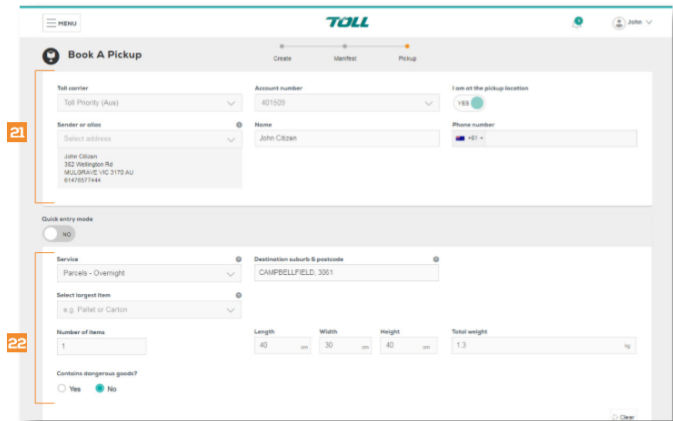 MENU
TOLL
John
Book A Pickup
Create Manifest Pickup
Toll carrier Account number I am at the pickup location
Toll Priority (Aus) 401509 YES
21
Sender or alias Name Phone number
Select address John Citizen +61
John Citizen
362 Wellington Rd
MULGRAVE VIC 3170 AU
61478577444
Quick entry mode
NO
Service Destination suburb & postcode
Parcels - Overnight CAMPBELLFIELD, 3061
Select largest item
e.g. Pallet or Carton
22
Number of items Length Width Height Total weight
1 40 cm 30 cm 40 cm 1.3 kg
Contains dangerous goods?
Yes No
Clear